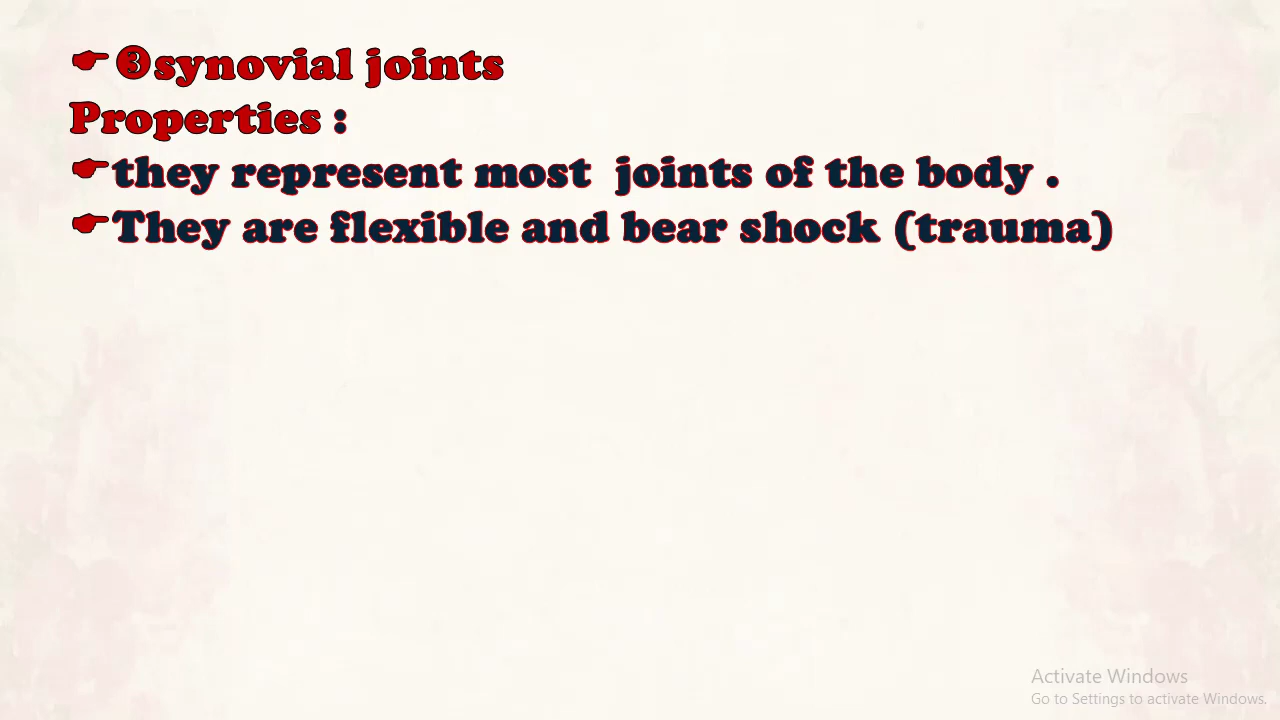 ☛❸synovial joints
Properties :
☛they represent most  joints of the body .
☛They are flexible and bear shock (trauma)
Activate Windows
Go to Settings to activate Windows.